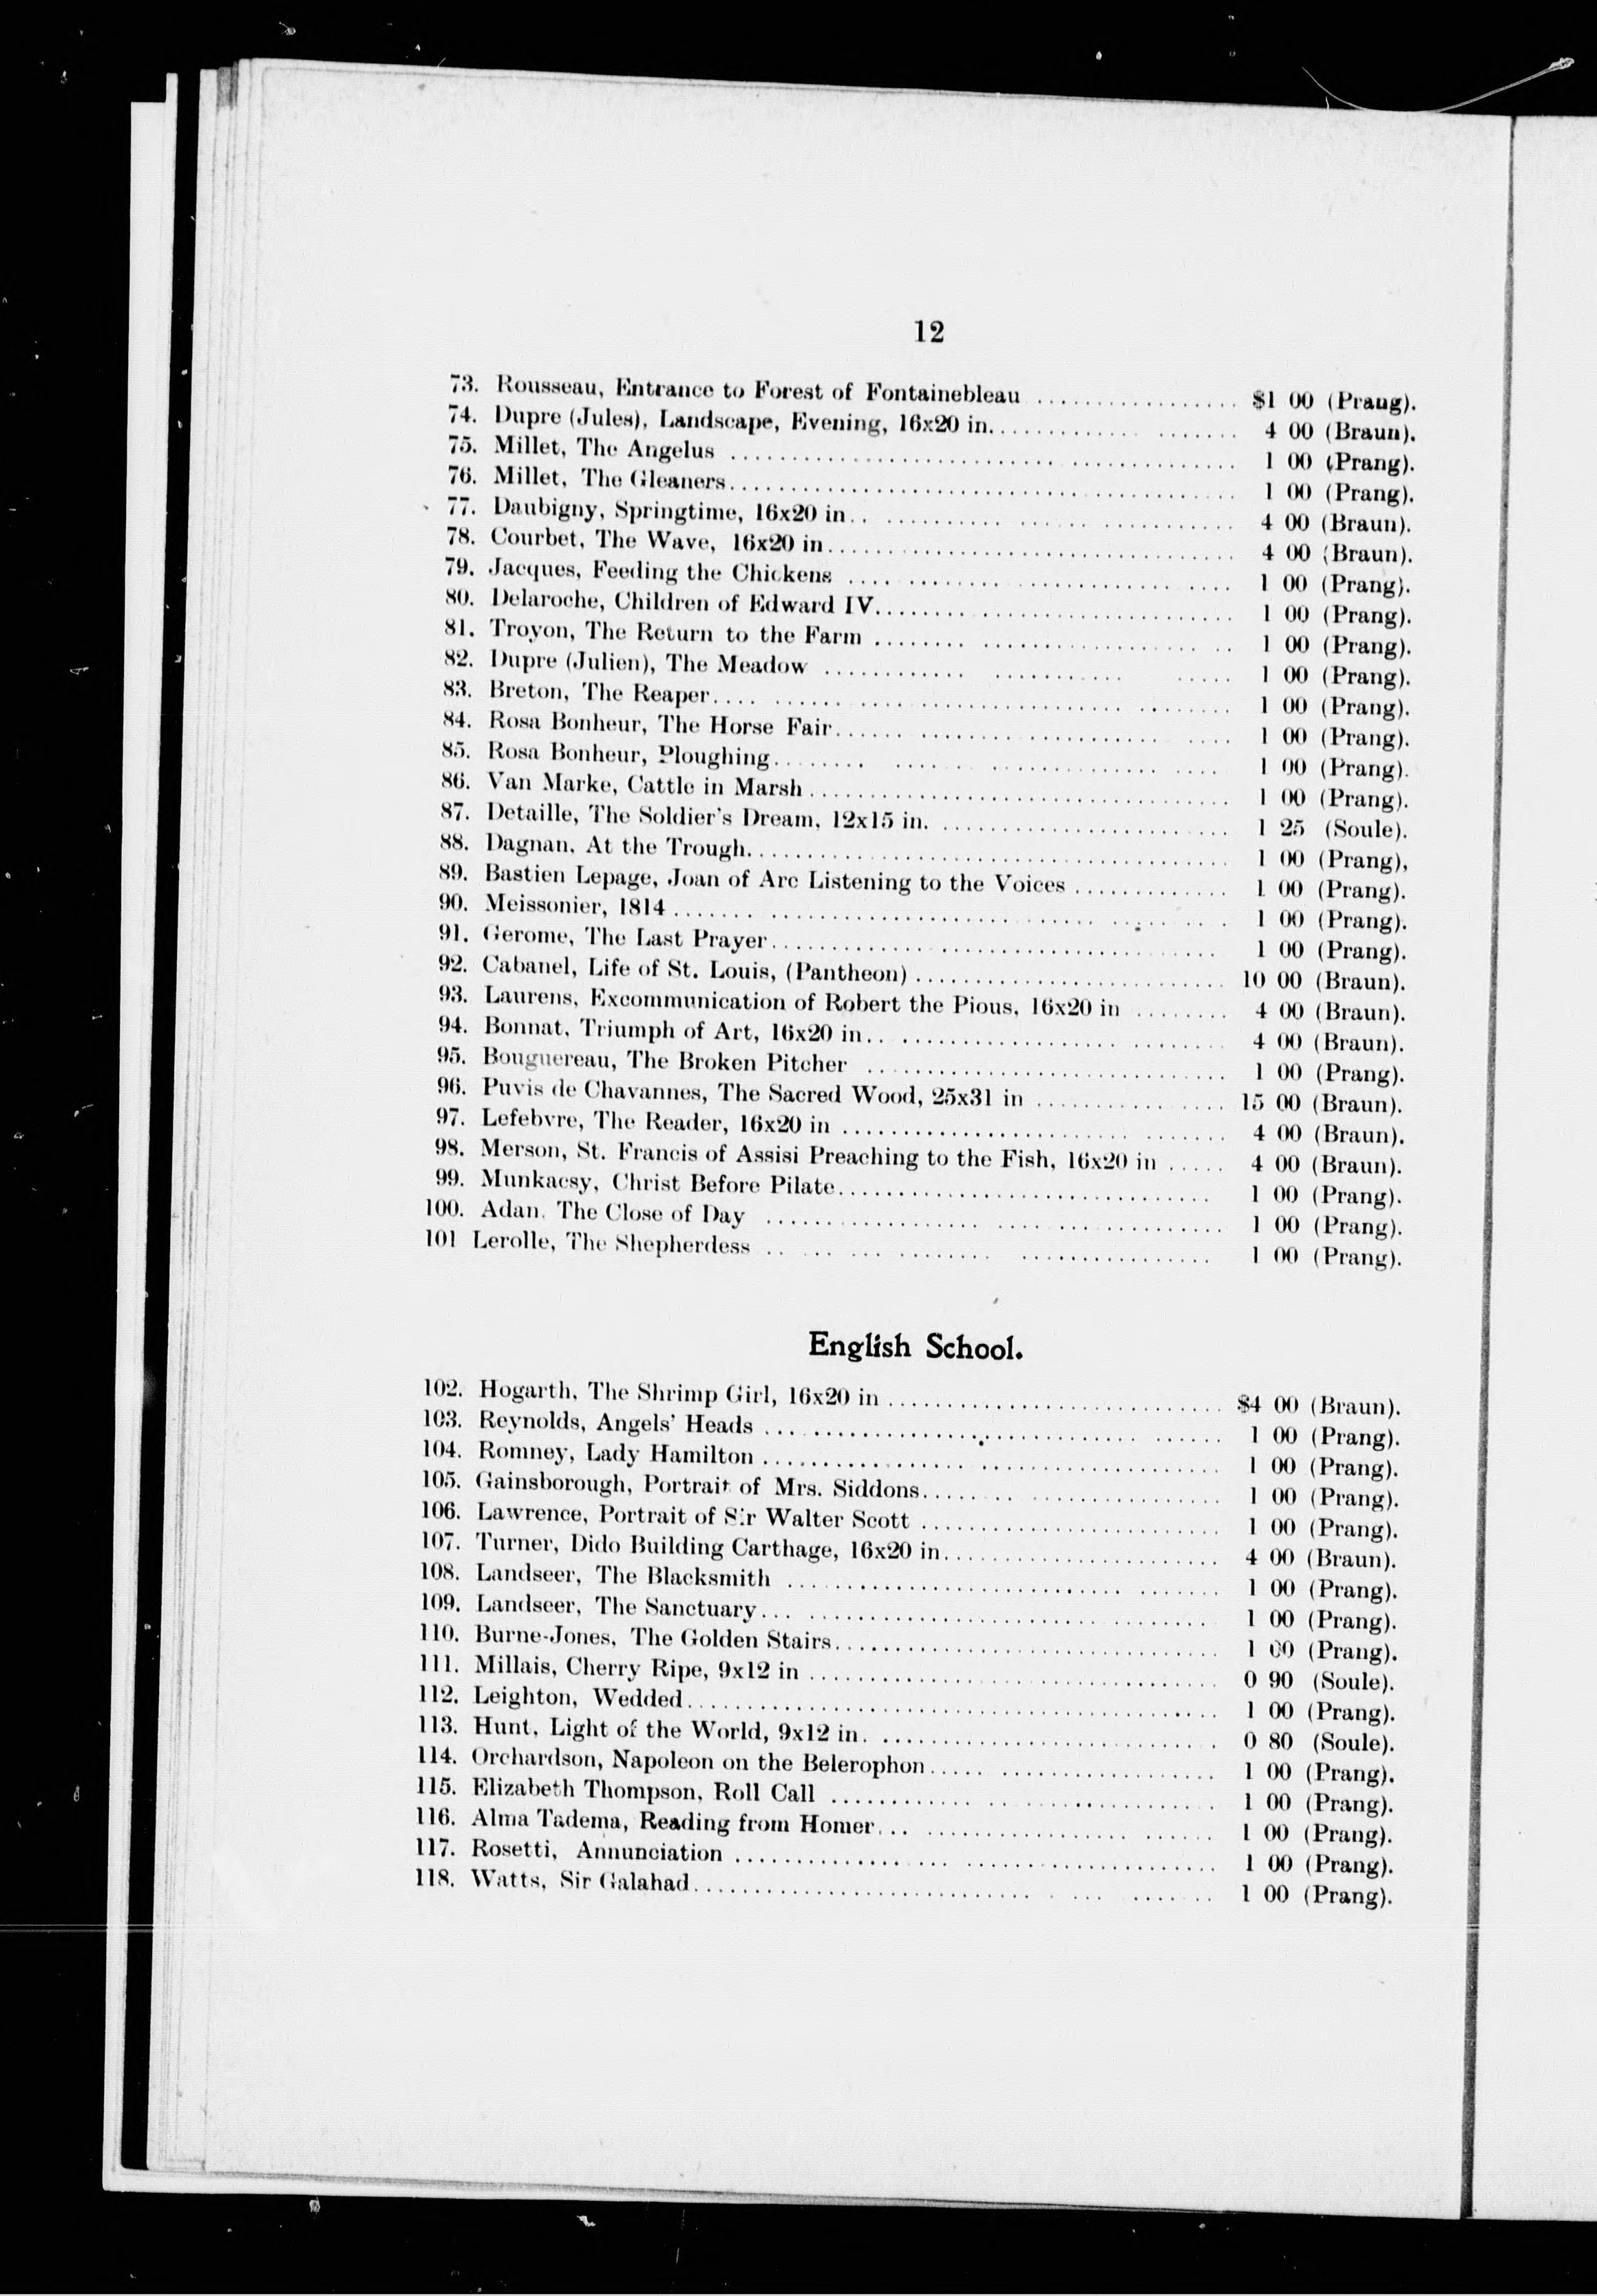 12
73. Rousseau, Entrance to Forest of Fontainebleau ................. $1 00 (Prang).
74. Dupre (Jules), Landscape, Evening, 16x20 in.................... 4 00 (Braun).
75. Millet, The Angelus .................... 1 00 (Prang).
76. Millet, The Gleaners.................... 1 00 (Prang).
77. Daubigny, Springtime, 16x20 in.................... 4 00 (Braun).
78. Courbet, The Wave, 16x20 in.................... 4 00 (Braun).
79. Jacques, Feeding the Chickens .................... 1 00 (Prang).
80. Delaroche, Children of Edward IV.................... 1 00 (Prang).
81. Troyon, The Return to the Farm .................... 1 00 (Prang).
82. Dupre (Julien), The Meadow .................... 1 00 (Prang).
83. Breton, The Reaper.................... 1 00 (Prang).
84. Rosa Bonheur, The Horse Fair.................... 1 00 (Prang).
85. Rosa Bonheur, Ploughing.................... 1 00 (Prang).
86. Van Marke, Cattle in Marsh.................... 1 00 (Prang).
87. Detaille, The Soldier's Dream, 12x15 in. .................... 1 25 (Soule).
88. Dagnan, At the Trough.................... 1 00 (Prang),
89. Bastien Lepage, Joan of Arc Listening to the Voices ............. 1 00 (Prang).
90. Meissonier, 1814 .................... 1 00 (Prang).
91. Gerome, The Last Prayer.................... 1 00 (Prang).
92. Cabanel, Life of St. Louis, (Pantheon) .................... 10 00 (Braun).
93. Laurens, Excommunication of Robert the Pious, 16x20 in ........ 4 00 (Braun).
94. Bonnat, Triumph of Art, 16x20 in.................... 4 00 (Braun).
95. Bouguereau, The Broken Pitcher .................... 1 00 (Prang).
96. Puvis de Chavannes, The Sacred Wood, 25x31 in ................ 15 00 (Braun).
97. Lefebvre, The Reader, 16x20 in .................... 4 00 (Braun).
98. Merson, St. Francis of Assisi Preaching to the Fish, 16x20 in ..... 4 00 (Braun).
99. Munkacsy, Christ Before Pilate.................... 1 00 (Prang).
100. Adan, The Close of Day .................... 1 00 (Prang).
101 Lerolle, The Shepherdess .................... 1 00 (Prang).
English School.
102. Hogarth, The Shrimp Girl, 16x20 in .................... $4 00 (Braun).
103. Reynolds, Angels' Heads .................... 1 00 (Prang).
104. Romney, Lady Hamilton .................... 1 00 (Prang).
105. Gainsborough, Portrait of Mrs. Siddons.................... 1 00 (Prang).
106. Lawrence, Portrait of Sir Walter Scott .................... 1 00 (Prang).
107. Turner, Dido Building Carthage, 16x20 in.................... 4 00 (Braun).
108. Landseer, The Blacksmith .................... 1 00 (Prang).
109. Landseer, The Sanctuary.................... 1 00 (Prang).
110. Burne-Jones, The Golden Stairs.................... 1 00 (Prang).
111. Millais, Cherry Ripe, 9x12 in .................... 0 90 (Soule).
112. Leighton, Wedded.................... 1 00 (Prang).
113. Hunt, Light of the World, 9x12 in. .................... 0 80 (Soule).
114. Orchardson, Napoleon on the Belerophon.................... 1 00 (Prang).
115. Elizabeth Thompson, Roll Call .................... 1 00 (Prang).
116. Alma Tadema, Reading from Homer.................... 1 00 (Prang).
117. Rosetti, Annunciation .................... 1 00 (Prang).
118. Watts, Sir Galahad.................... 1 00 (Prang).